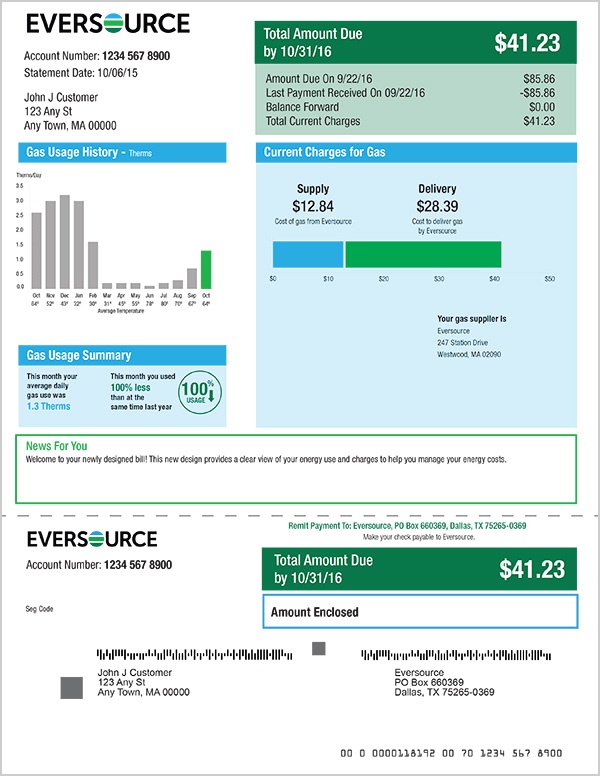 EVERSOURCE
Account Number: 1234 567 8900
Statement Date: 10/06/15
John J Customer
123 Any St
Any Town, MA 00000
Total Amount Due
by 10/31/16
$41.23
Amount Due On 9/22/16 $85.86
Last Payment Received On 09/22/16 -$85.86
Balance Forward $0.00
Total Current Charges $41.23
Gas Usage History - Therms
Therms/Day
3.5
3.0
2.5
2.0
1.5
1.0
0.5
0.0
Oct Nov Dec Jun Feb Mar Apr May Jun Jul Aug Sep Oct
64° 52° 43° 22° 30° 31° 45° 55° 78° 80° 70° 67° 64°
Average Temperature
Current Charges for Gas
Supply
$12.84
Cost of gas from Eversource
Delivery
$28.39
Cost to deliver gas
by Eversource
$0 $10 $20 $30 $40 $50
Your gas supplier is
Eversource
247 Station Drive
Westwood, MA 02090
Gas Usage Summary
This month your
average daily
gas use was
1.3 Therms
This month you used
100% less
than at the
same time last year
100%
USAGE
News For You
Welcome to your newly designed bill! This new design provides a clear view of your energy use and charges to help you manage your energy costs.
EVERSOURCE
Account Number: 1234 567 8900
Remit Payment To: Eversource, PO Box 660369, Dallas, TX 75265-0369
Make your check payable to Eversource.
Total Amount Due
by 10/31/16
$41.23
Seg Code
Amount Enclosed
John J Customer
123 Any St
Any Town, MA 00000
Eversource
PO Box 660369
Dallas, TX 75265-0369
00 0 0000118192 00 70 1234 567 8900